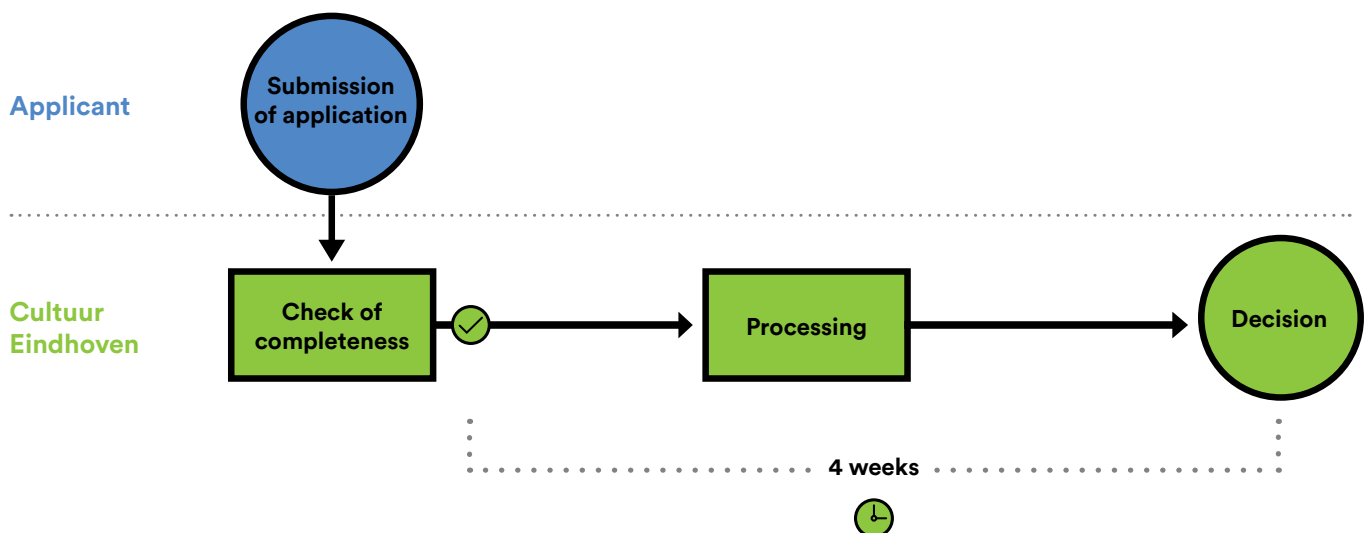 Applicant
Submission
of application
Cultuur
Eindhoven
Check of
completeness
Processing
Decision
4 weeks